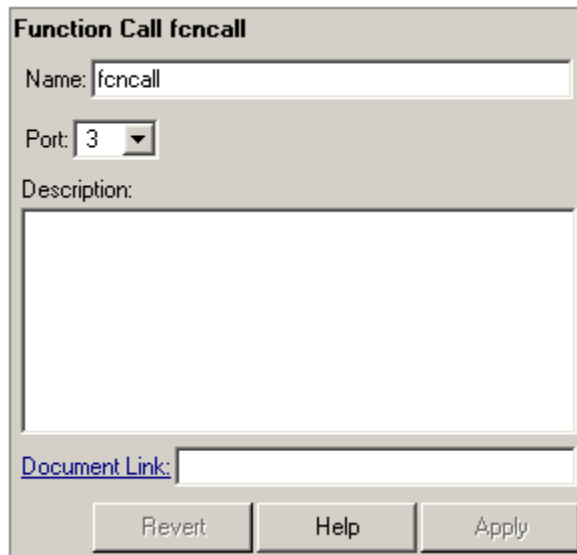 Function Call fcncall
Name: fcncall
Port: 3
Description:
Document Link:
Revert Help Apply